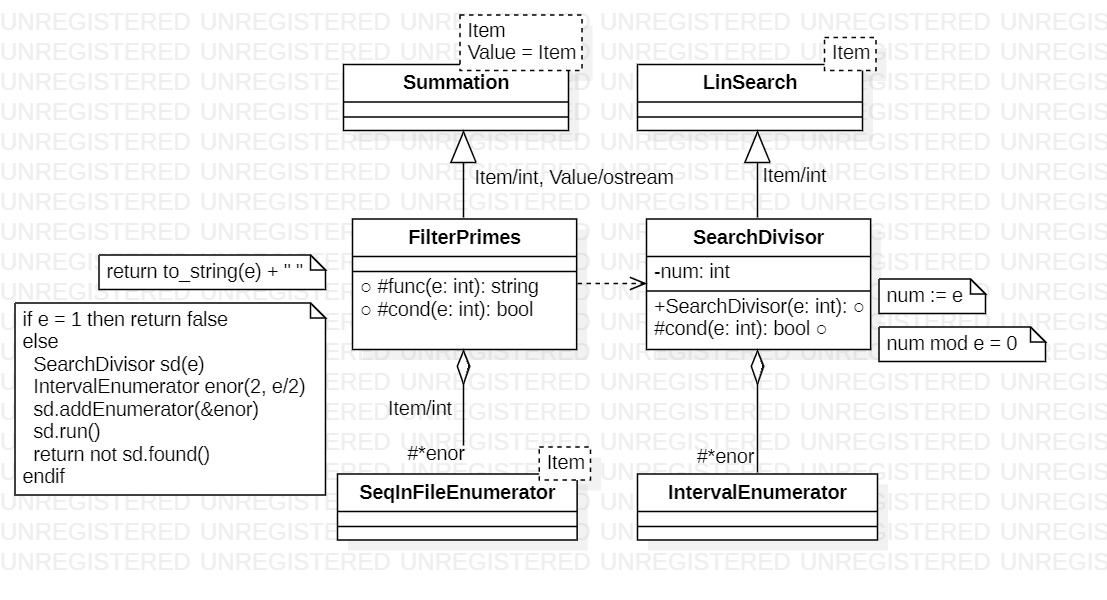 Item
Value = Item
Summation
Item
LinSearch
Item/int, Value/ostream
Item/int
FilterPrimes
○ #func(e: int): string
○ #cond(e: int): bool
SearchDivisor
-num: int
+SearchDivisor(e: int): ○
#cond(e: int): bool ○
return to_string(e) + " "
if e = 1 then return false
else
SearchDivisor sd(e)
IntervalEnumerator enor(2, e/2)
sd.addEnumerator(&enor)
sd.run()
return not sd.found()
endif
num := e
num mod e = 0
Item/int
#*enor
Item
SeqInFileEnumerator
#*enor
IntervalEnumerator
UNREGISTERED